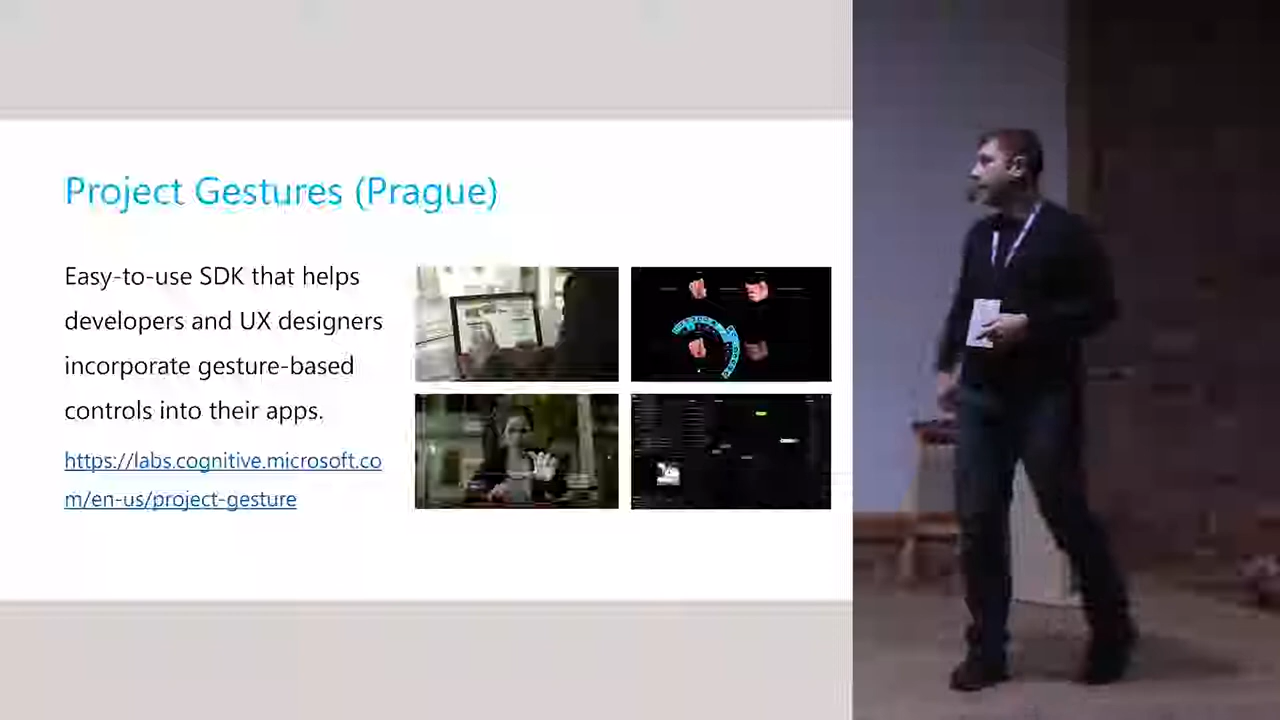 Project Gestures (Prague)
Easy-to-use SDK that helps
developers and UX designers
incorporate gesture-based
controls into their apps.
https://labs.cognitive.microsoft.co
m/en-us/project-gesture